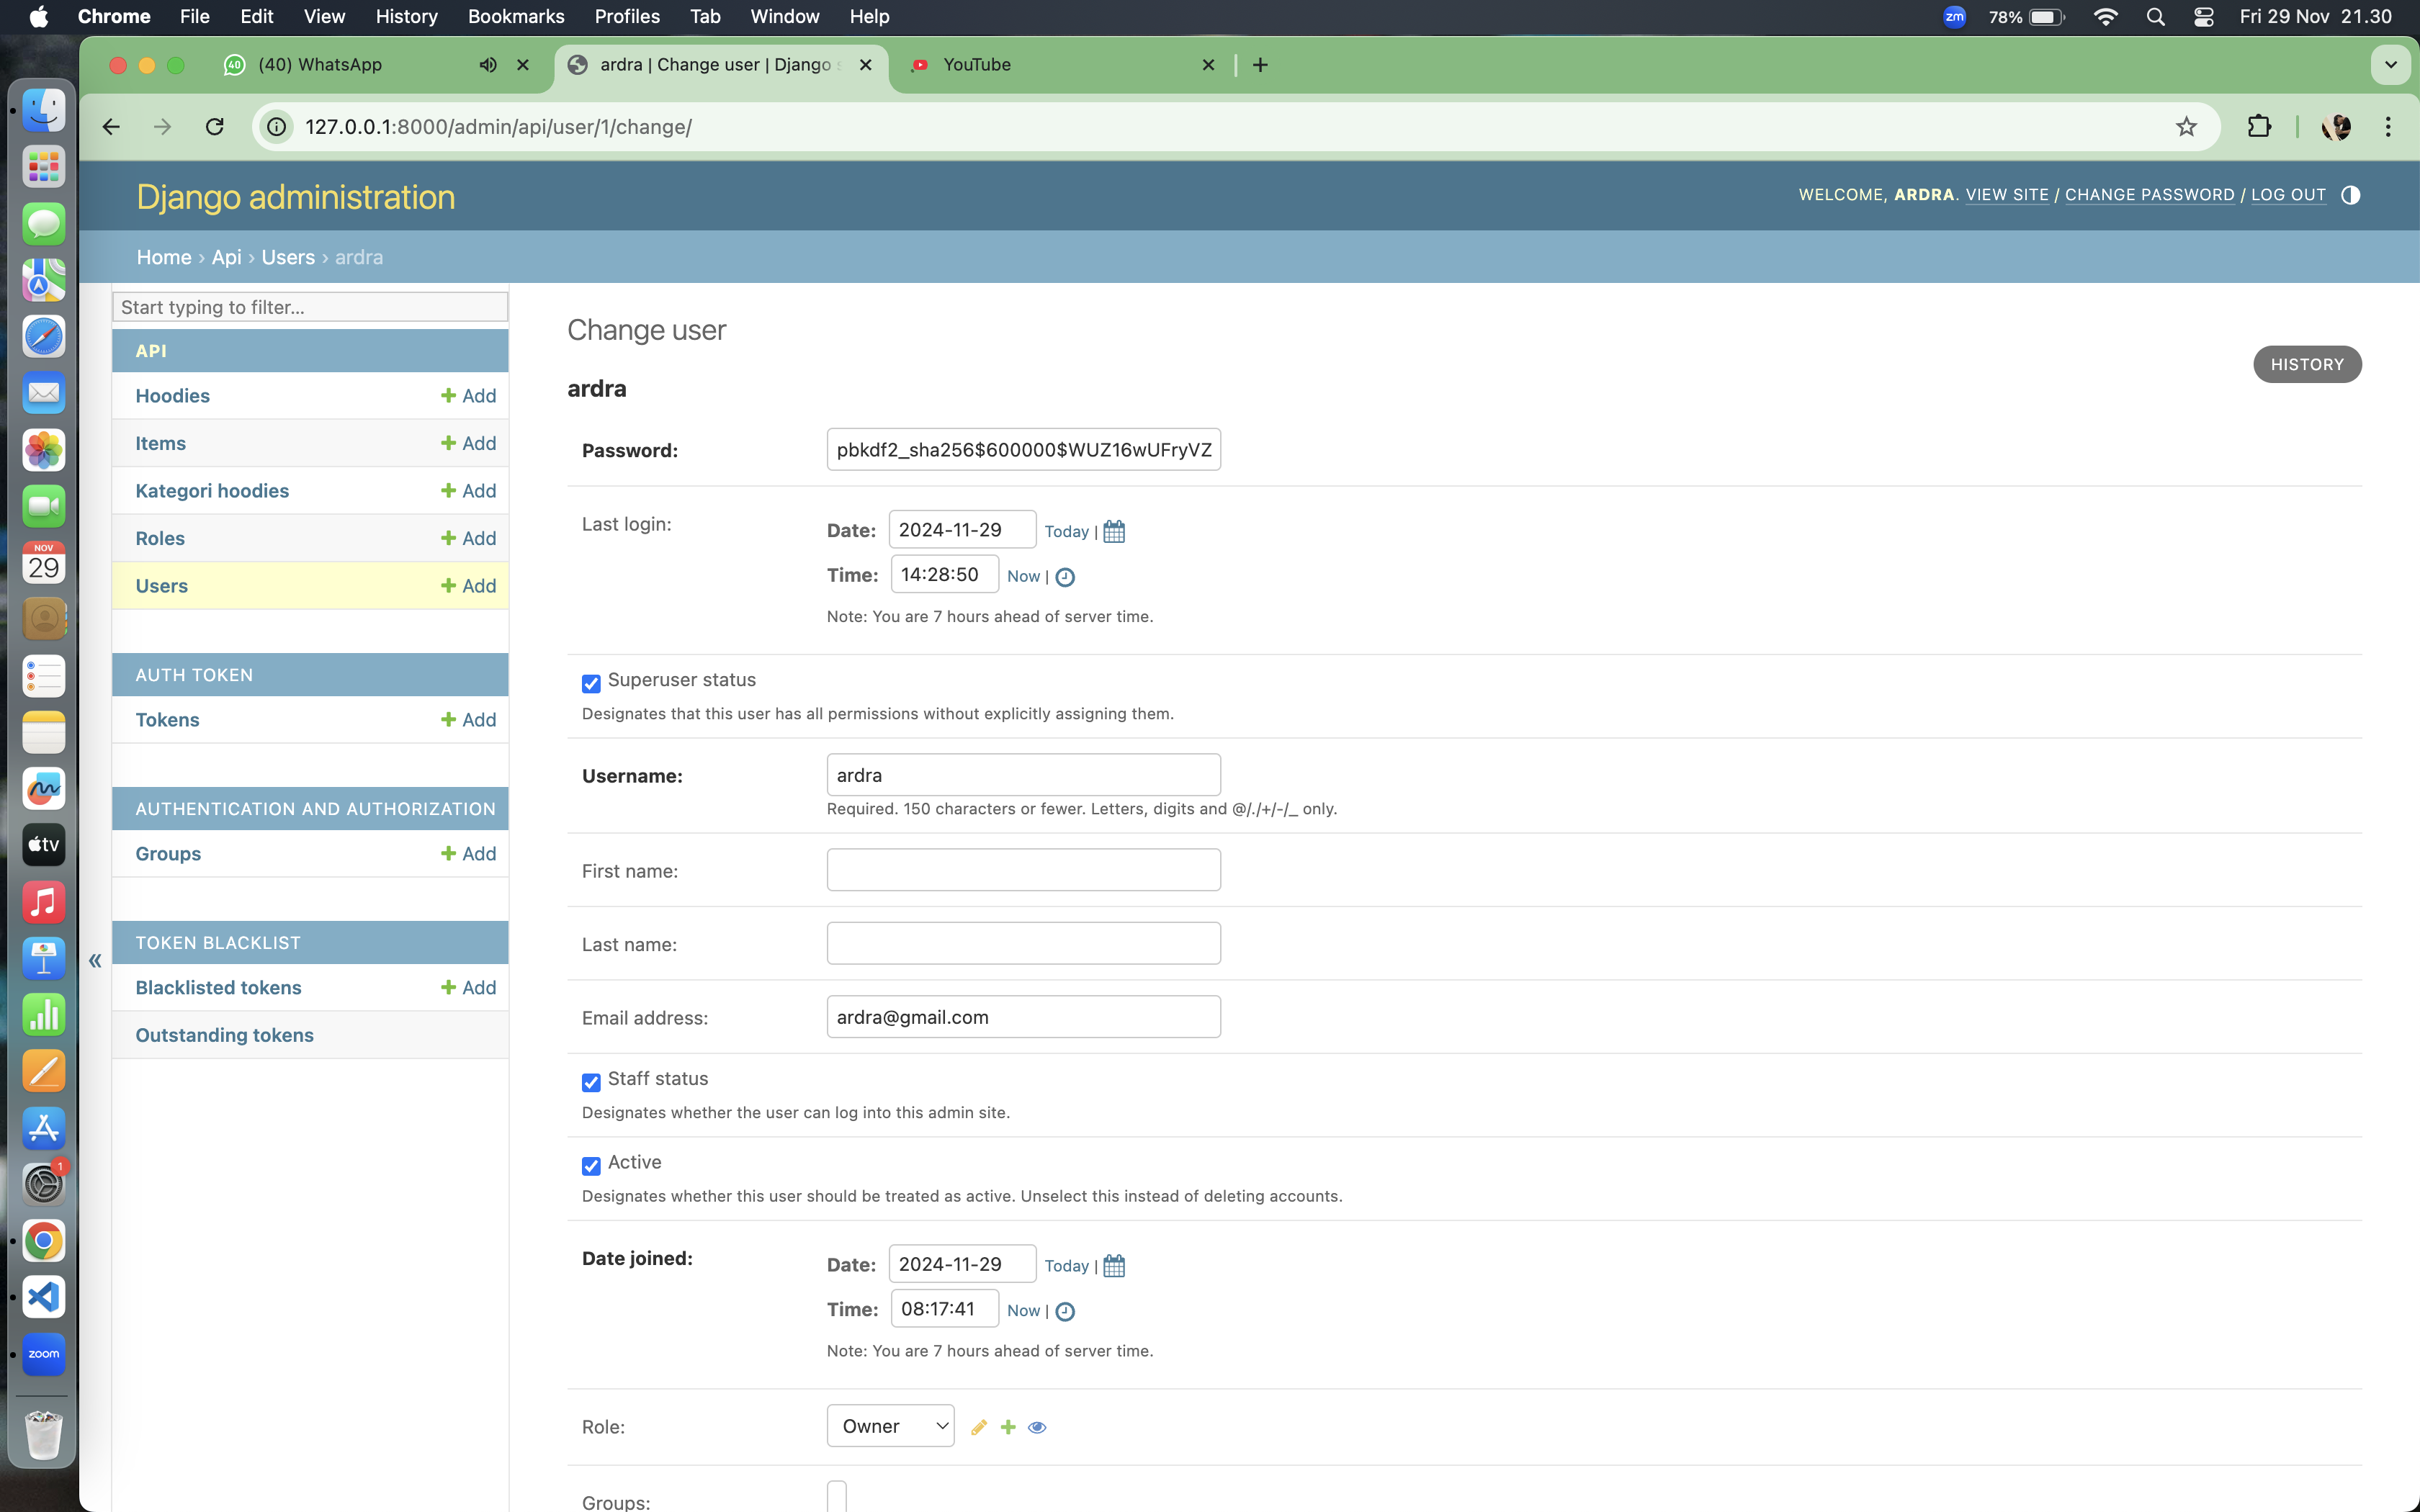 Chrome File Edit View History Bookmarks Profiles Tab Window Help
zm 78% Fri 29 Nov 21.30
40 (40) WhatsApp
ardra | Change user | Django
YouTube
127.0.0.1:8000/admin/api/user/1/change/
Django administration
WELCOME, ARDRA. VIEW SITE / CHANGE PASSWORD / LOG OUT
Home › Api › Users › ardra
Start typing to filter...
API
Hoodies Add
Items Add
Kategori hoodies Add
Roles Add
Users Add
AUTH TOKEN
Tokens Add
AUTHENTICATION AND AUTHORIZATION
Groups Add
TOKEN BLACKLIST
«
Blacklisted tokens Add
Outstanding tokens
Change user
HISTORY
ardra
Password: pbkdf2_sha256$600000$WUZ16wUFryVZ
Last login:
Date: 2024-11-29 Today |
Time: 14:28:50 Now |
Note: You are 7 hours ahead of server time.
Superuser status
Designates that this user has all permissions without explicitly assigning them.
Username: ardra
Required. 150 characters or fewer. Letters, digits and @/./+/-/_ only.
First name:
Last name:
Email address: ardra@gmail.com
Staff status
Designates whether the user can log into this admin site.
Active
Designates whether this user should be treated as active. Unselect this instead of deleting accounts.
Date joined:
Date: 2024-11-29 Today |
Time: 08:17:41 Now |
Note: You are 7 hours ahead of server time.
Role: Owner
Groups:
NOV
29
tv
1
zoom